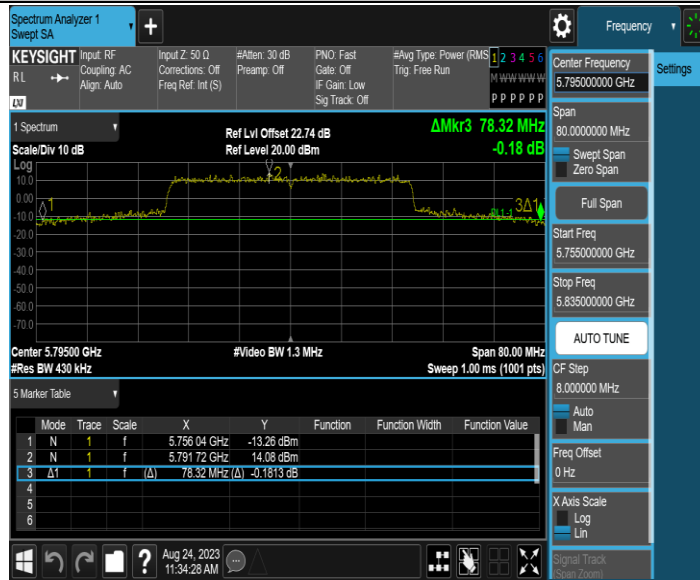 Spectrum Analyzer 1
Swept SA
+
Frequency
KEYSIGHT
RL
LXI
Input: RF
Coupling: AC
Align: Auto
Input Z: 50 Ω
Corrections: Off
Freq Ref: Int (S)
#Atten: 30 dB
Preamp: Off
PNO: Fast
Gate: Off
IF Gain: Low
Sig Track: Off
#Avg Type: Power (RMS
Trig: Free Run
1 2 3 4 5 6
M W W W W W
P P P P P P
1 Spectrum
Scale/Div 10 dB
Ref Lvl Offset 22.74 dB
Ref Level 20.00 dBm
ΔMkr3 78.32 MHz
-0.18 dB
Log
10.0
0.00
-10.0
-20.0
-30.0
-40.0
-50.0
-60.0
-70.0
1
2
3Δ1
Center 5.79500 GHz
#Video BW 1.3 MHz
Span 80.00 MHz
#Res BW 430 kHz
Sweep 1.00 ms (1001 pts)
5 Marker Table
Mode Trace Scale X Y Function Function Width Function Value
1 N 1 f 5.756 04 GHz -13.26 dBm
2 N 1 f 5.791 72 GHz 14.08 dBm
3 Δ1 1 f (Δ) 78.32 MHz (Δ) -0.1813 dB
4
5
6
?
Aug 24, 2023
11:34:28 AM
Center Frequency
5.795000000 GHz
Settings
Span
80.0000000 MHz
Swept Span
Zero Span
Full Span
Start Freq
5.755000000 GHz
Stop Freq
5.835000000 GHz
AUTO TUNE
CF Step
8.000000 MHz
Auto
Man
Freq Offset
0 Hz
X Axis Scale
Log
Lin
Signal Track
(Span Zoom)